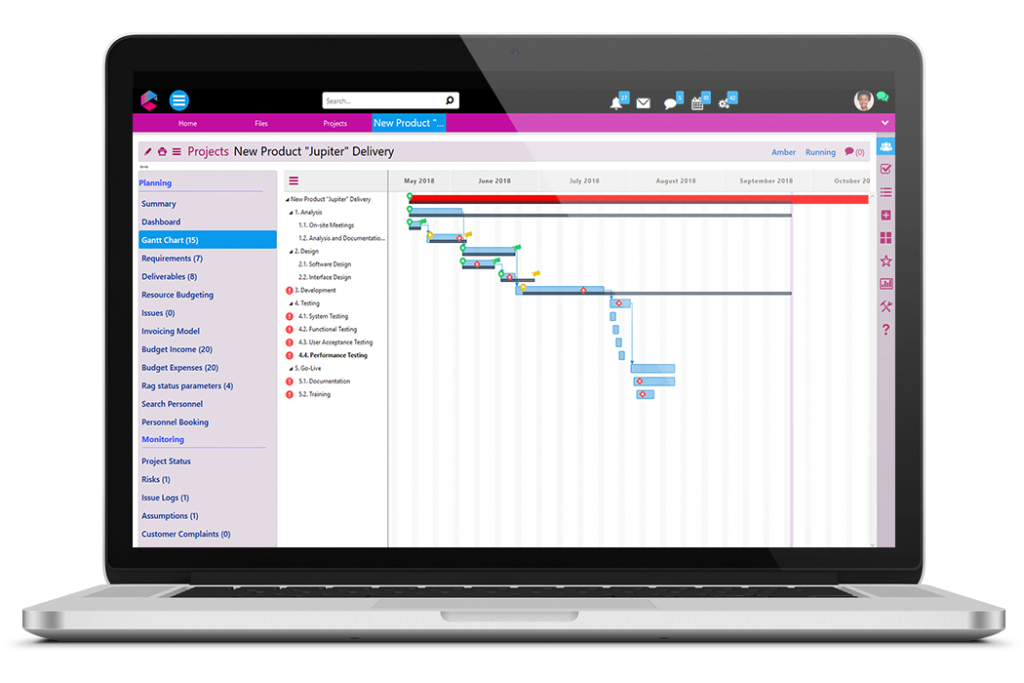 27
5
10
42
Search...
Home
Files
Projects
New Product "...
Projects New Product "Jupiter" Delivery
Amber
Running
(0)
Planning
Summary
Dashboard
Gantt Chart (15)
Requirements (7)
Deliverables (8)
Resource Budgeting
Issues (0)
Invoicing Model
Budget Income (20)
Budget Expenses (20)
Rag status parameters (4)
Search Personnel
Personnel Booking
Monitoring
Project Status
Risks (1)
Issue Logs (1)
Assumptions (1)
Customer Complaints (0)
May 2018
June 2018
July 2018
August 2018
September 2018
October 20
New Product "Jupiter" Delivery
1. Analysis
1.1. On-site Meetings
1.2. Analysis and Documentatio...
2. Design
2.1. Software Design
2.2. Interface Design
3. Development
4. Testing
4.1. System Testing
4.2. Functional Testing
4.3. User Acceptance Testing
4.4. Performance Testing
5. Go-Live
5.1. Documentation
5.2. Training